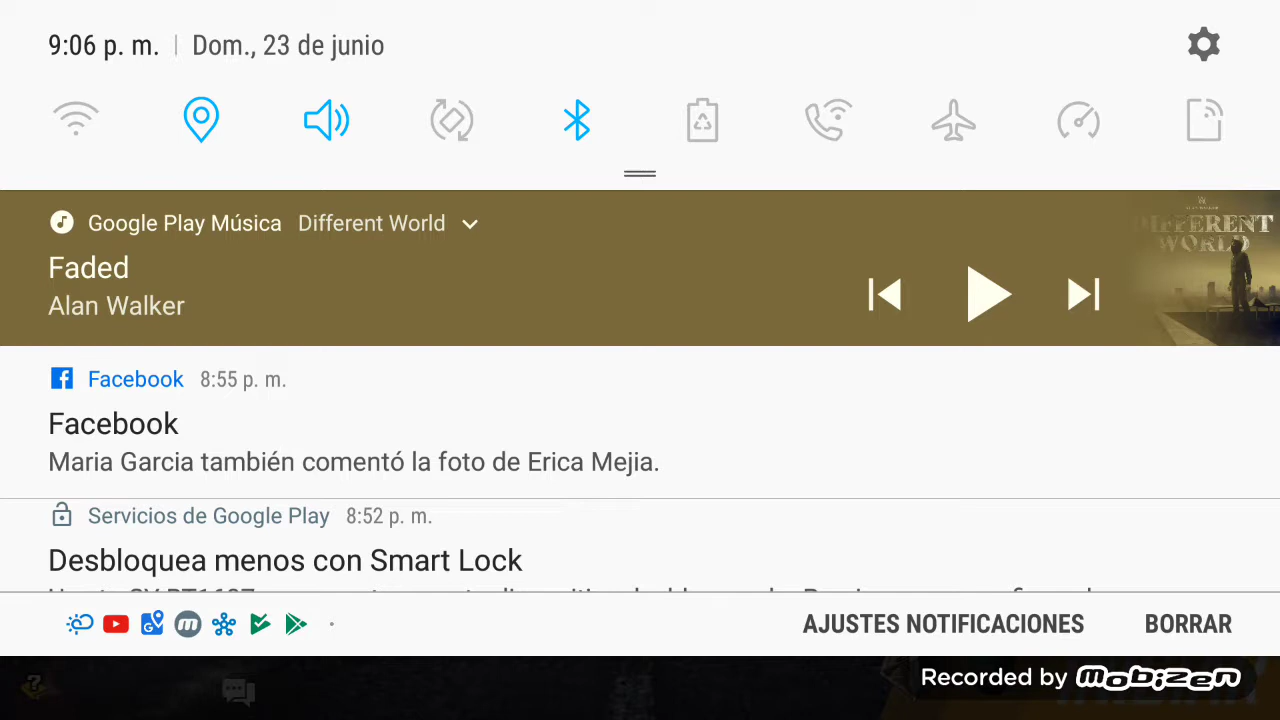 9:06 p. m. | Dom., 23 de junio
Google Play Música Different World
Faded
Alan Walker
DIFFERENT
WORLD
Facebook 8:55 p. m.
Facebook
Maria Garcia también comentó la foto de Erica Mejia.
Servicios de Google Play 8:52 p. m.
Desbloquea menos con Smart Lock
AJUSTES NOTIFICACIONES BORRAR
Recorded by mobizen